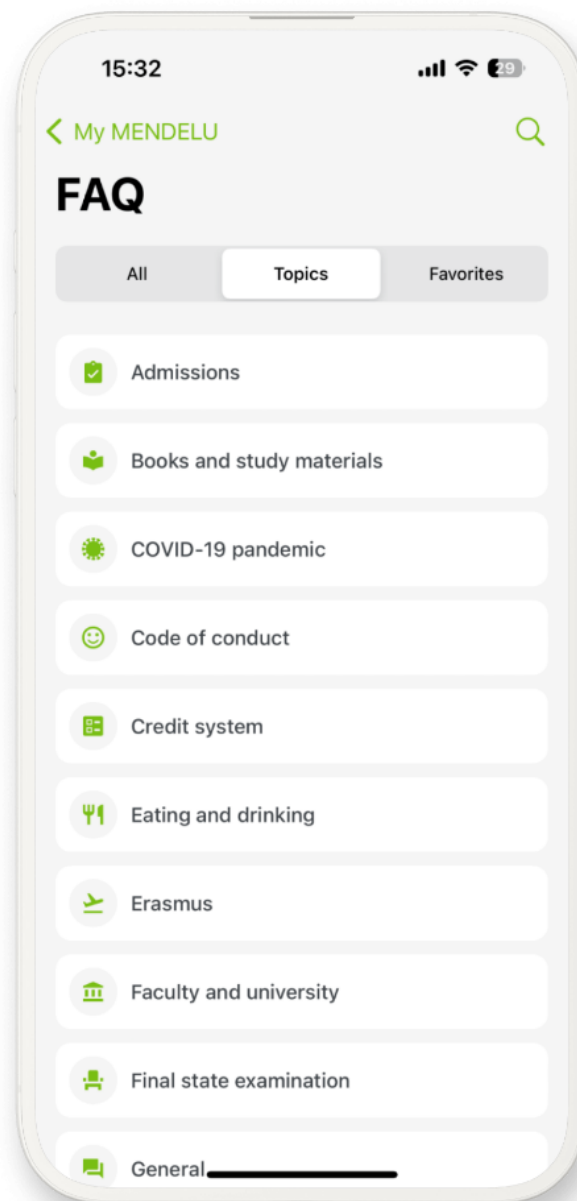 15:32
29
My MENDELU
FAQ
All Topics Favorites
Admissions
Books and study materials
COVID-19 pandemic
Code of conduct
Credit system
Eating and drinking
Erasmus
Faculty and university
Final state examination
General